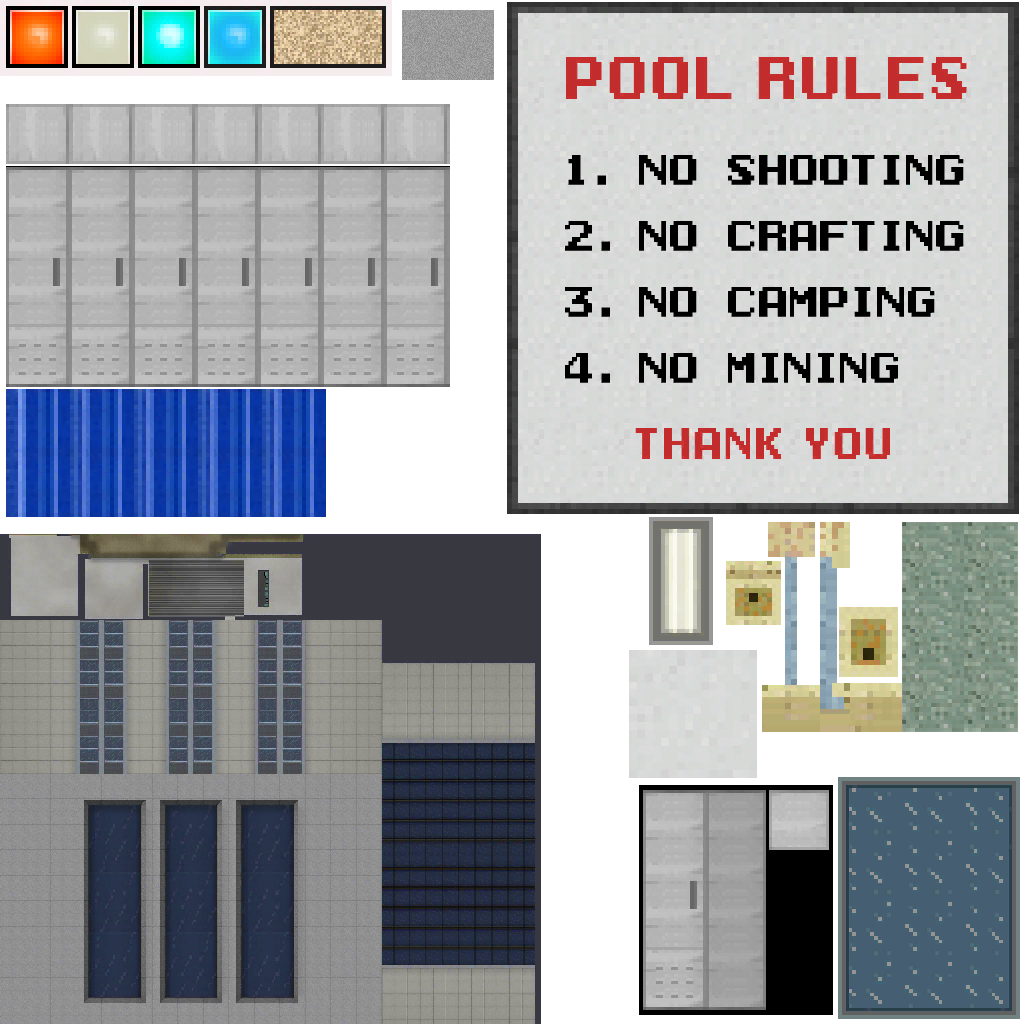 POOL RULES
1. NO SHOOTING
2. NO CRAFTING
3. NO CAMPING
4. NO MINING
THANK YOU